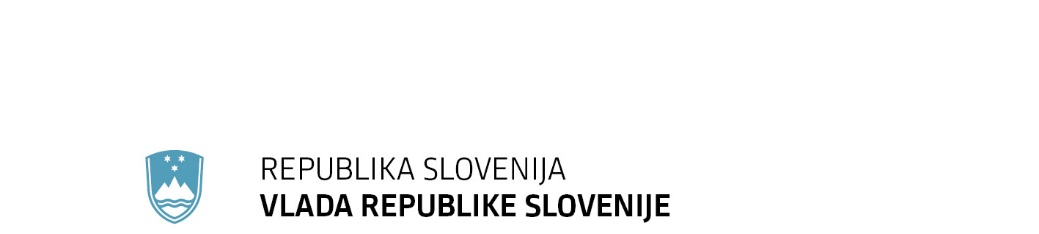 REPUBLIKA SLOVENIJA
VLADA REPUBLIKE SLOVENIJE